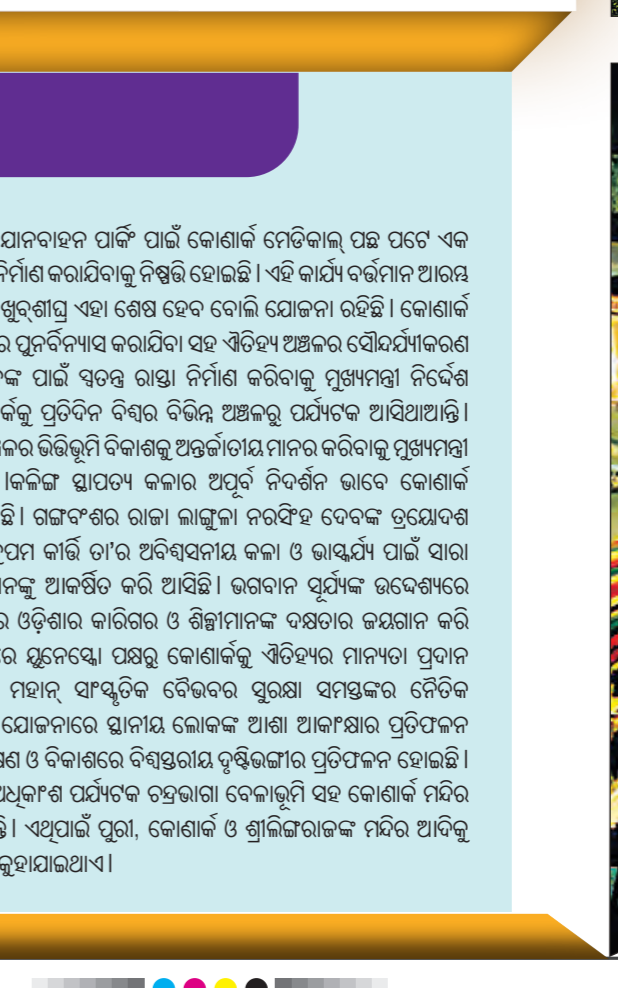 ଯାନବାହନ ପାର୍କିଂ ପାଇଁ କୋଣାର୍କ ମେଡିକାଲ୍ ପଛ ପଟେ ଏକ
ନିର୍ମାଣ କରାଯିବାକୁ ନିଷ୍ପତ୍ତି ହୋଇଛି । ଏହି କାର୍ଯ୍ୟ ବର୍ତ୍ତମାନ ଆରମ୍ଭ
ଖୁବ୍‌ଶୀଘ୍ର ଏହା ଶେଷ ହେବ ବୋଲି ଯୋଜନା ରହିଛି । କୋଣାର୍କ
ର ପୁନର୍ବିନ୍ୟାସ କରାଯିବା ସହ ଐତିହ୍ୟ ଅଞ୍ଚଳର ସୌନ୍ଦର୍ଯ୍ୟୀକରଣ
ଙ୍କ ପାଇଁ ସ୍ୱତନ୍ତ୍ର ରାସ୍ତା ନିର୍ମାଣ କରିବାକୁ ମୁଖ୍ୟମନ୍ତ୍ରୀ ନିର୍ଦ୍ଦେଶ
ର୍କକୁ ପ୍ରତିଦିନ ବିଶ୍ୱର ବିଭିନ୍ନ ଅଞ୍ଚଳରୁ ପର୍ଯ୍ୟଟକ ଆସିଥାଆନ୍ତି ।
ଳର ଭିତ୍ତିଭୂମି ବିକାଶକୁ ଅନ୍ତର୍ଜାତୀୟ ମାନର କରିବାକୁ ମୁଖ୍ୟମନ୍ତ୍ରୀ
।କଳିଙ୍ଗ ସ୍ଥାପତ୍ୟ କଳାର ଅପୂର୍ବ ନିଦର୍ଶନ ଭାବେ କୋଣାର୍କ
ଛି । ଗଙ୍ଗବଂଶର ରାଜା ଲାଙ୍ଗୁଳା ନରସିଂହ ଦେବଙ୍କ ତ୍ରୟୋଦଶ
ପମ କୀର୍ତ୍ତି ତା'ର ଅବିଶ୍ୱସନୀୟ କଳା ଓ ଭାସ୍କର୍ଯ୍ୟ ପାଇଁ ସାରା
ନଙ୍କୁ ଆକର୍ଷିତ କରି ଆସିଛି । ଭଗବାନ ସୂର୍ଯ୍ୟଙ୍କ ଉଦ୍ଦେଶ୍ୟରେ
ର ଓଡ଼ିଶାର କାରିଗର ଓ ଶିଳ୍ପୀମାନଙ୍କ ଦକ୍ଷତାର ଜୟଗାନ କରି
ରେ ୟୁନେସ୍କୋ ପକ୍ଷରୁ କୋଣାର୍କକୁ ଐତିହ୍ୟର ମାନ୍ୟତା ପ୍ରଦାନ
ମହାନ୍ ସାଂସ୍କୃତିକ ବୈଭବର ସୁରକ୍ଷା ସମସ୍ତଙ୍କର ନୈତିକ
ଯୋଜନାରେ ସ୍ଥାନୀୟ ଲୋକଙ୍କ ଆଶା ଆକାଂକ୍ଷାର ପ୍ରତିଫଳନ
ଷଣ ଓ ବିକାଶରେ ବିଶ୍ୱସ୍ତରୀୟ ଦୃଷ୍ଟିଭଙ୍ଗୀର ପ୍ରତିଫଳନ ହୋଇଛି ।
ଅଧିକାଂଶ ପର୍ଯ୍ୟଟକ ଚନ୍ଦ୍ରଭାଗା ବେଳାଭୂମି ସହ କୋଣାର୍କ ମନ୍ଦିର
ନ୍ତି । ଏଥିପାଇଁ ପୁରୀ, କୋଣାର୍କ ଓ ଶ୍ରୀଲିଙ୍ଗରାଜଙ୍କ ମନ୍ଦିର ଆଦିକୁ
କୁହାଯାଇଥାଏ ।